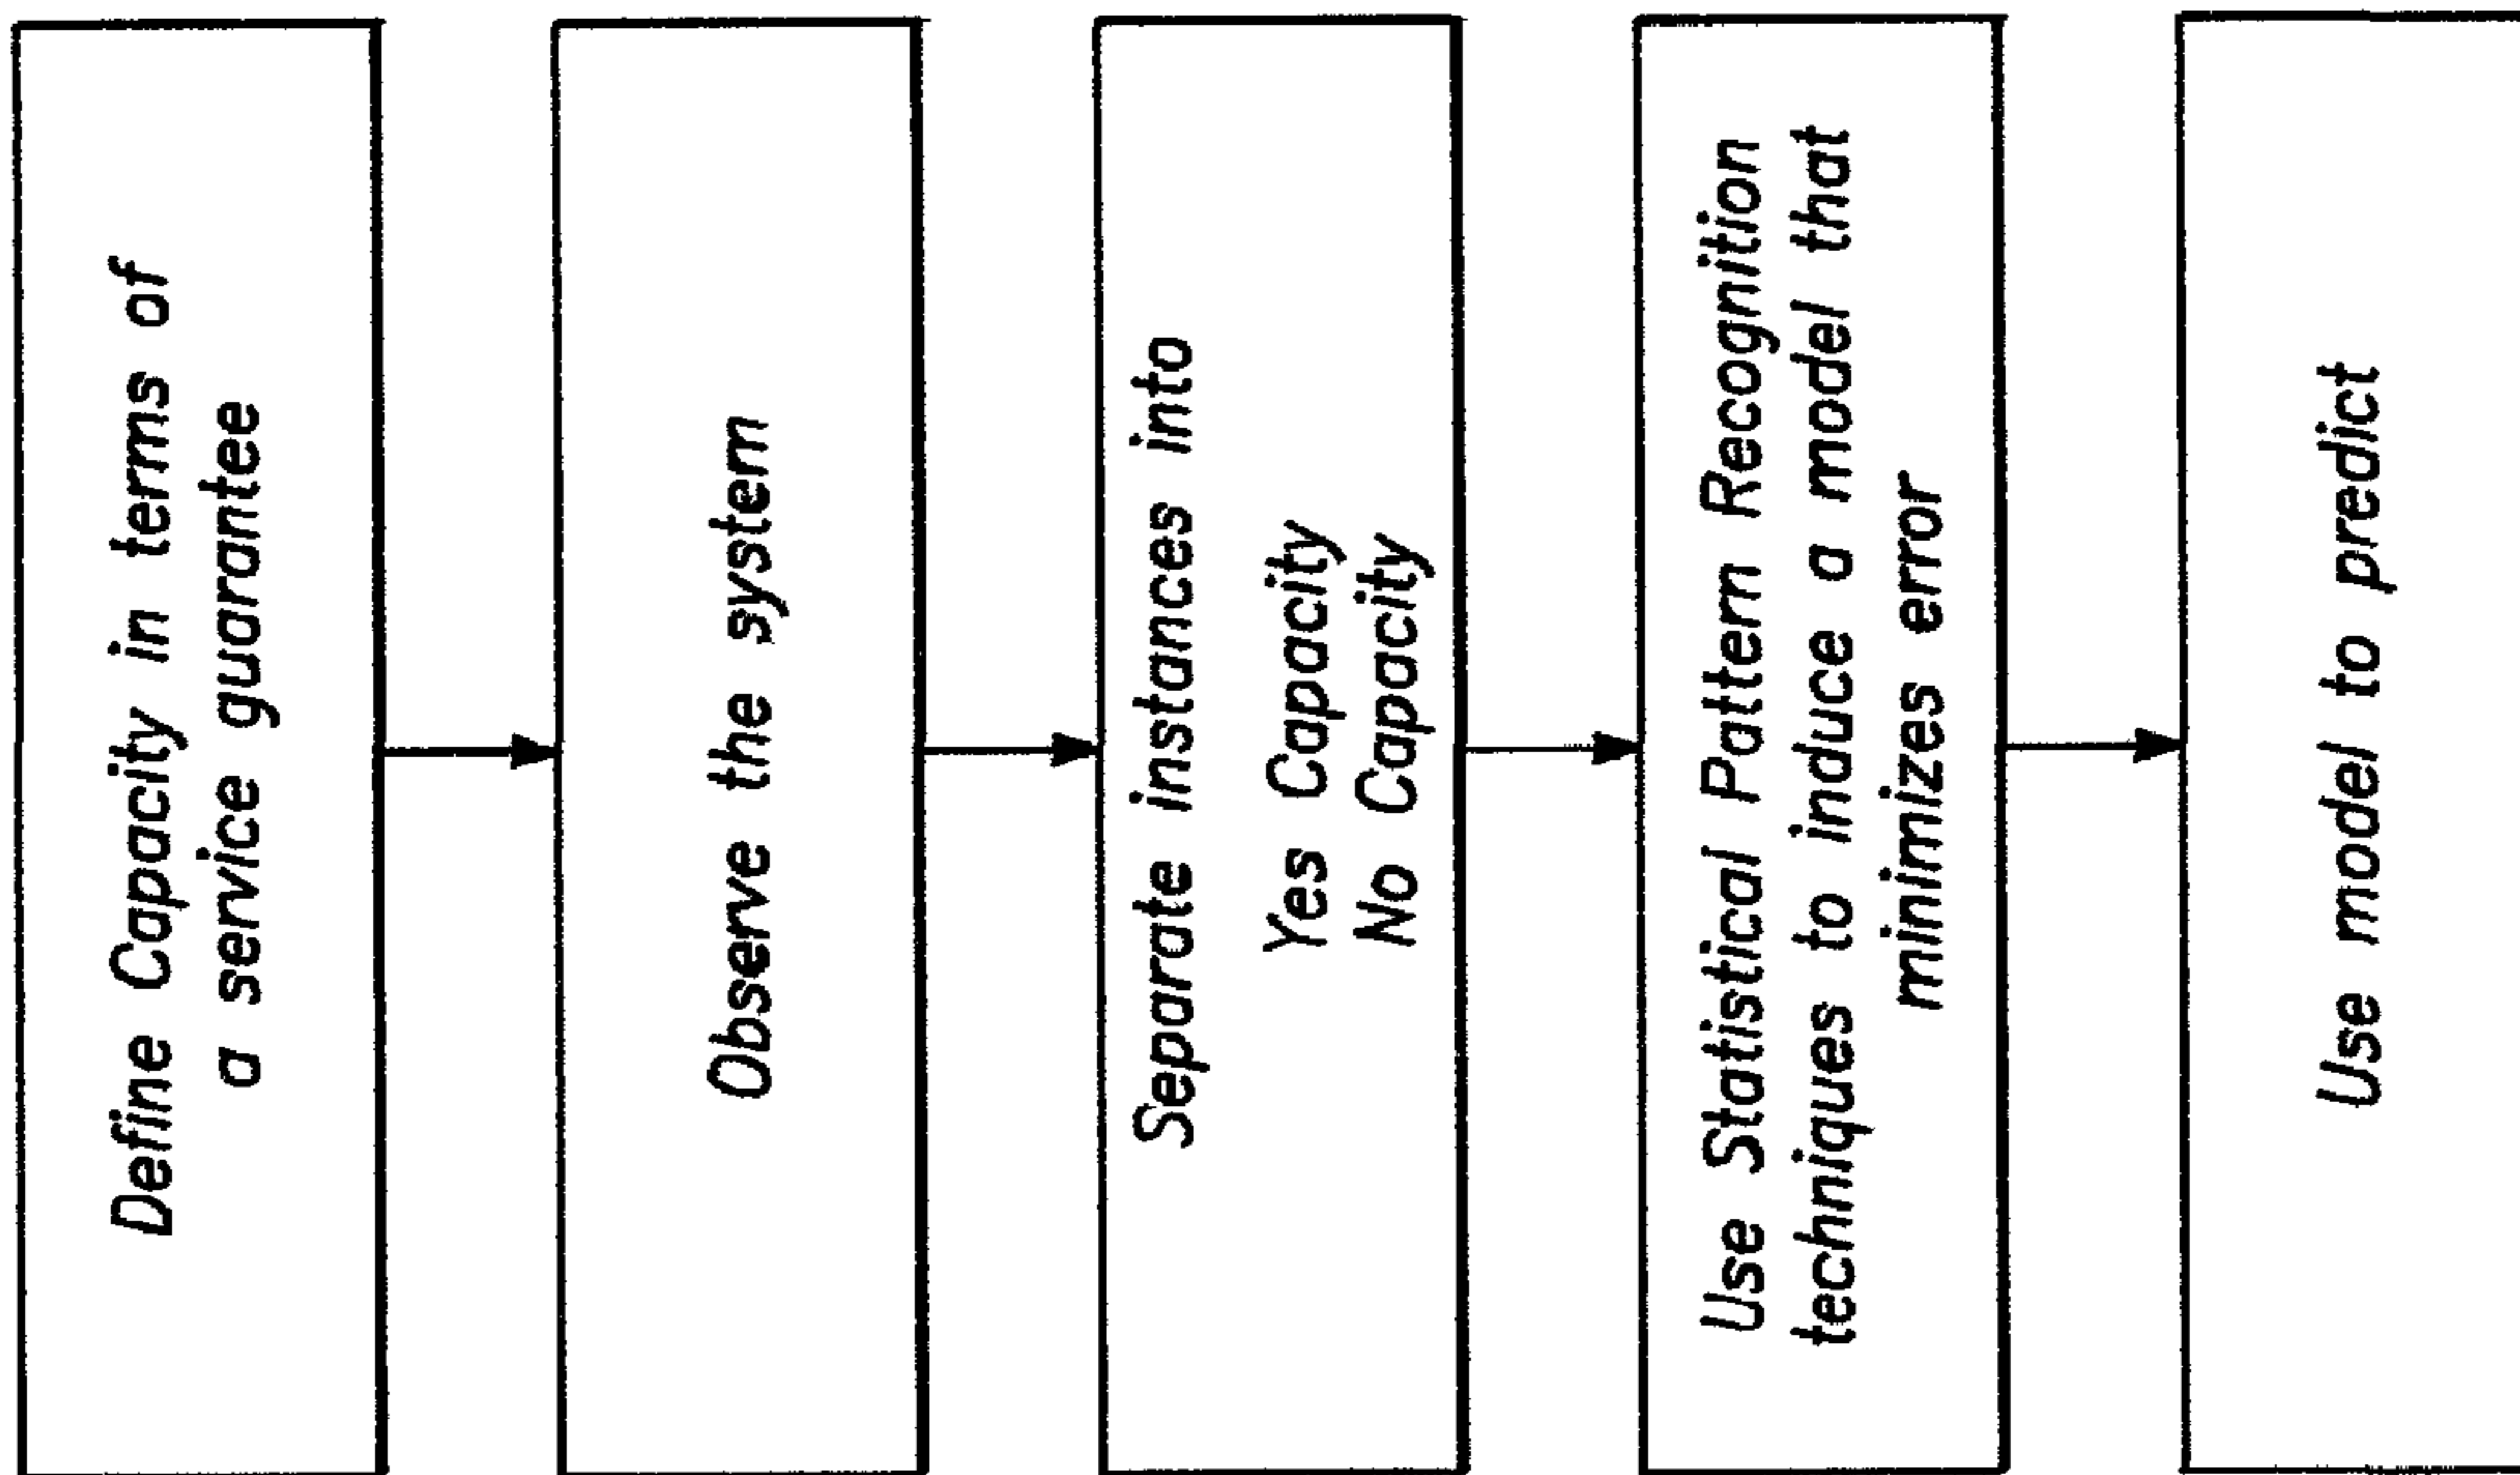 Define Capacity in terms of
a service guarantee
Observe the system
Separate instances into
Yes Capacity
No Capacity
Use Statistical Pattern Recognition
techniques to induce a model that
minimizes error
Use model to predict